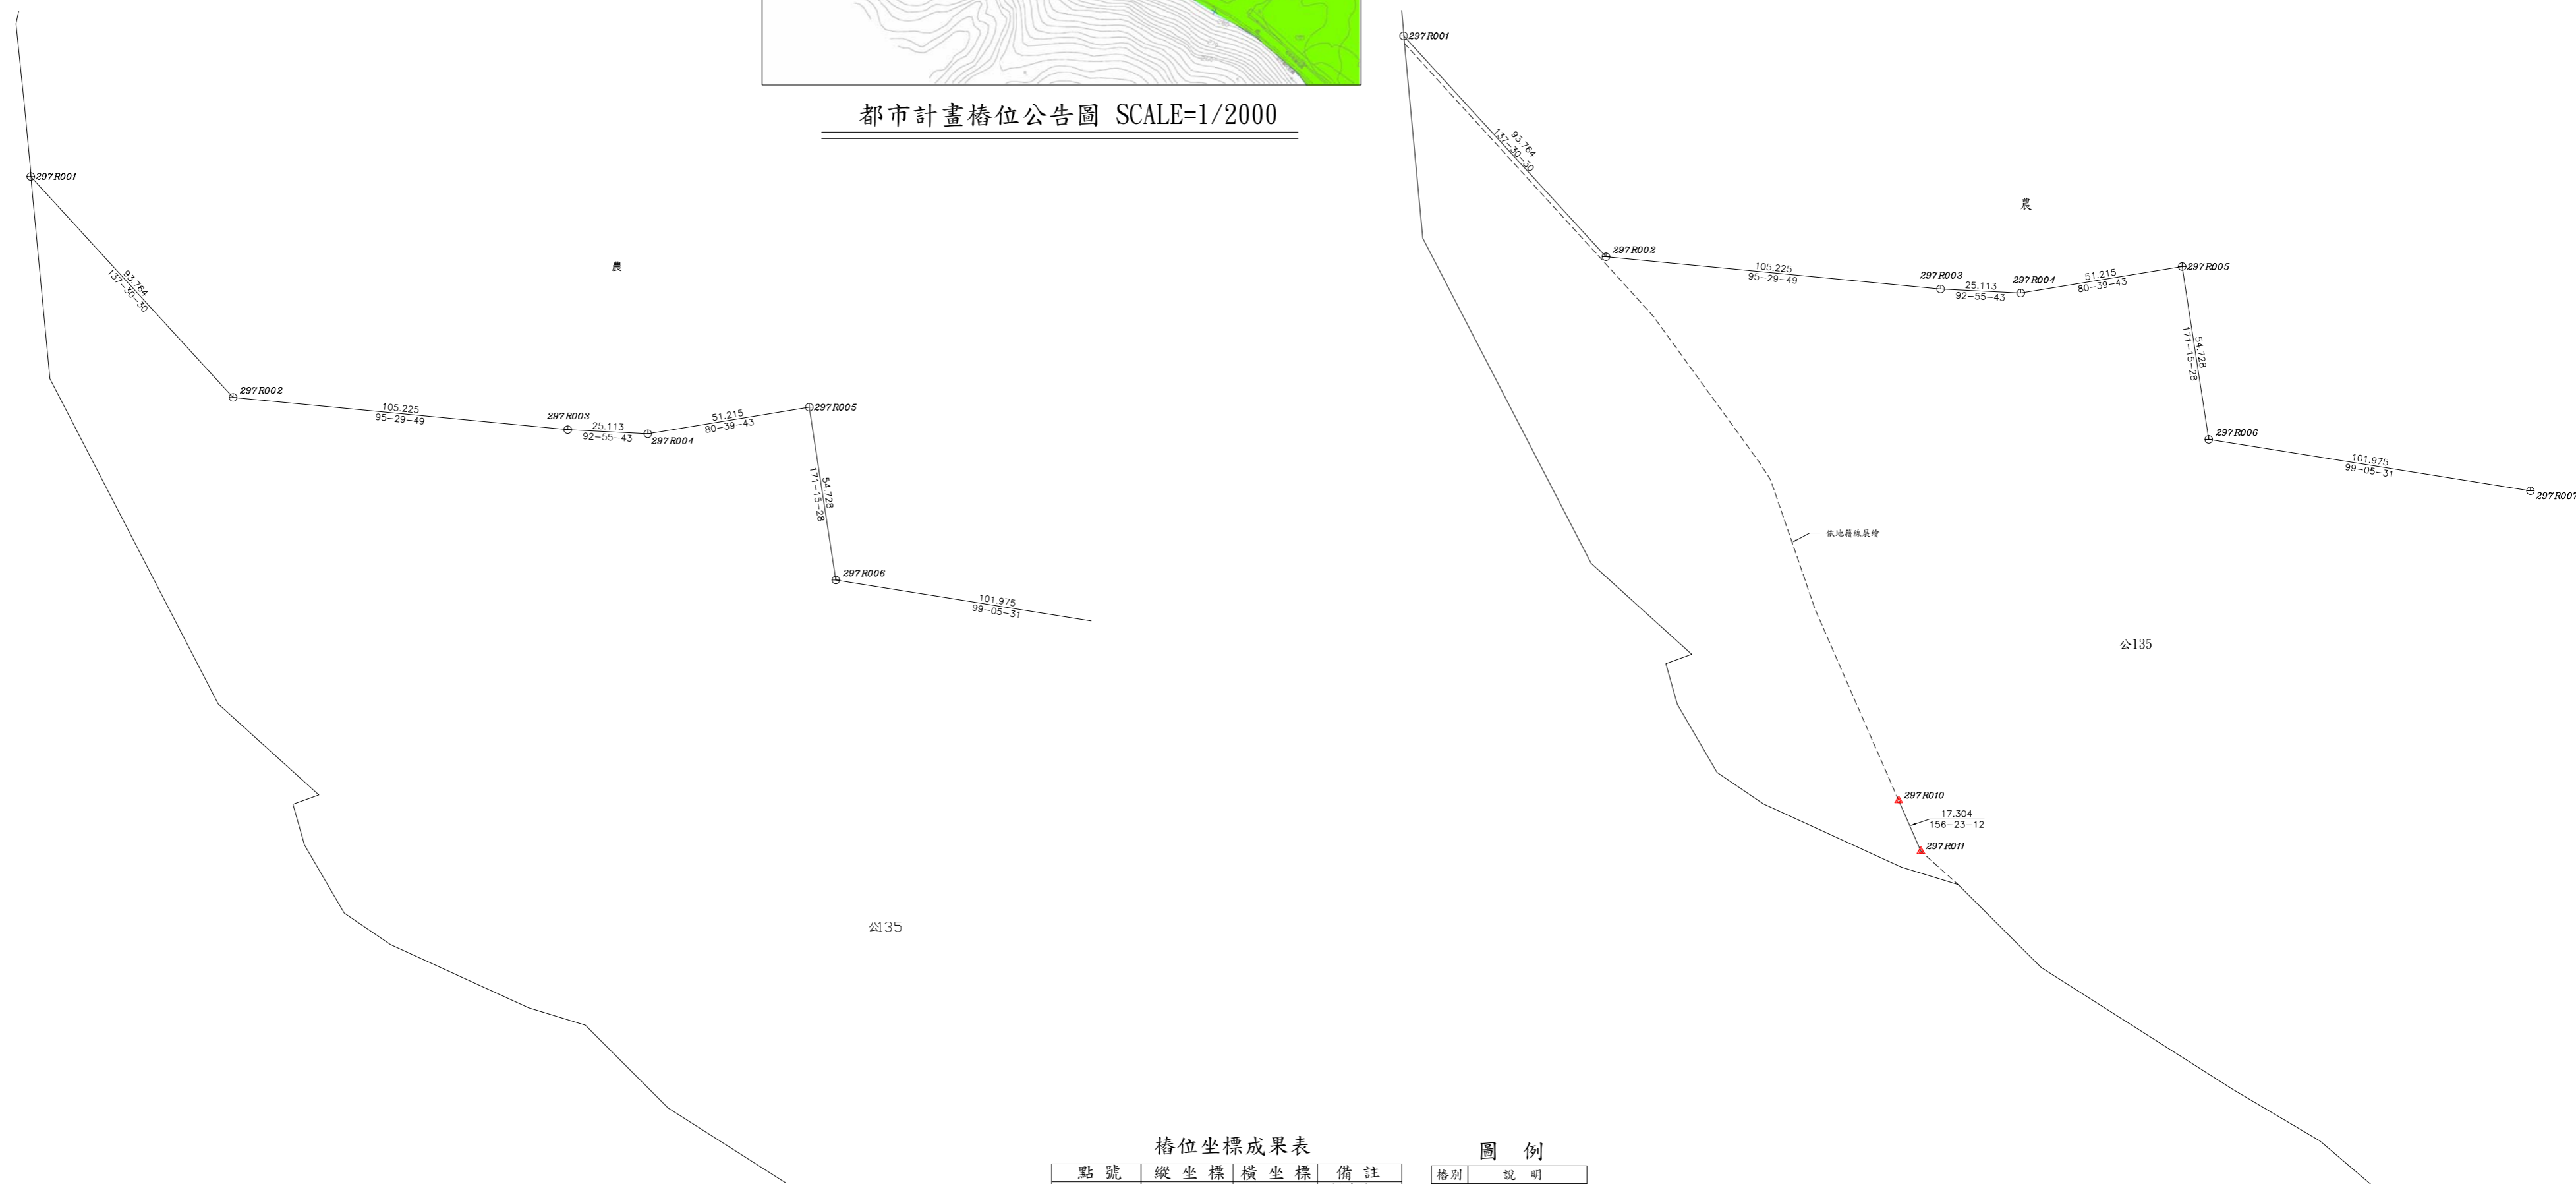 都市計畫樁位公告圖 SCALE=1/2000
297R001
93.764
137-30-30
農
297R002
105.225
95-29-49
297R003
25.113
92-55-43
297R004
51.215
80-39-43
297R005
54.728
171-15-28
297R006
101.975
99-05-31
公135
297R001
93.764
137-30-30
農
297R002
105.225
95-29-49
297R003
25.113
92-55-43
297R004
51.215
80-39-43
297R005
54.728
171-15-28
297R006
101.975
99-05-31
297R007
依地籍線展繪
公135
297R010
17.304
156-23-12
297R011
樁位坐標成果表
點號 縱坐標 橫坐標 備註
圖例
樁別 說明